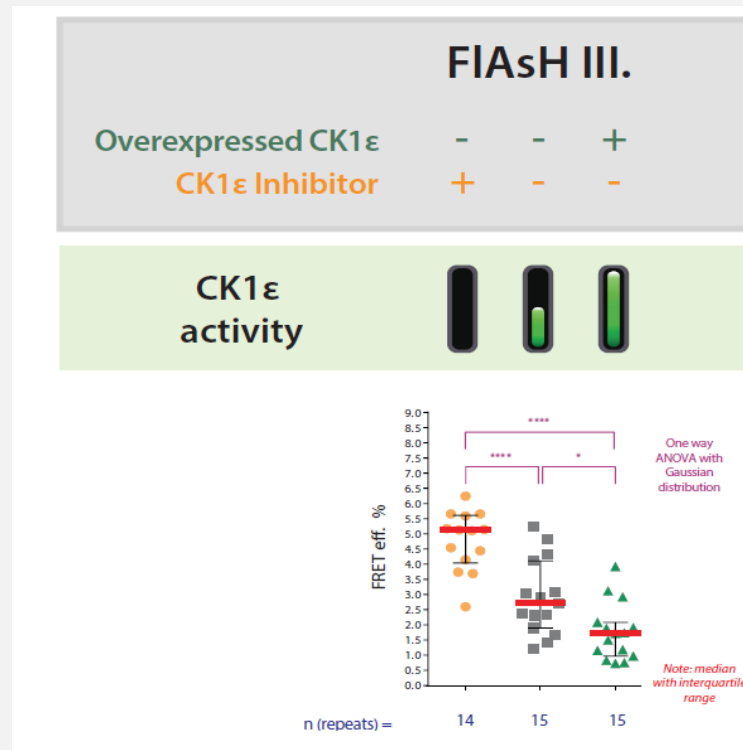 FlAsH III.
Overexpressed CK1ε - - +
CK1ε Inhibitor + - -
CK1ε
activity
9.0
8.5
8.0
7.5
7.0
6.5
6.0
5.5
5.0
4.5
4.0
3.5
3.0
2.5
2.0
1.5
1.0
0.5
0.0
FRET eff. %
****
**** *
One way
ANOVA with
Gaussian
distribution
Note: median
with interquartile
range
n (repeats) = 14 15 15